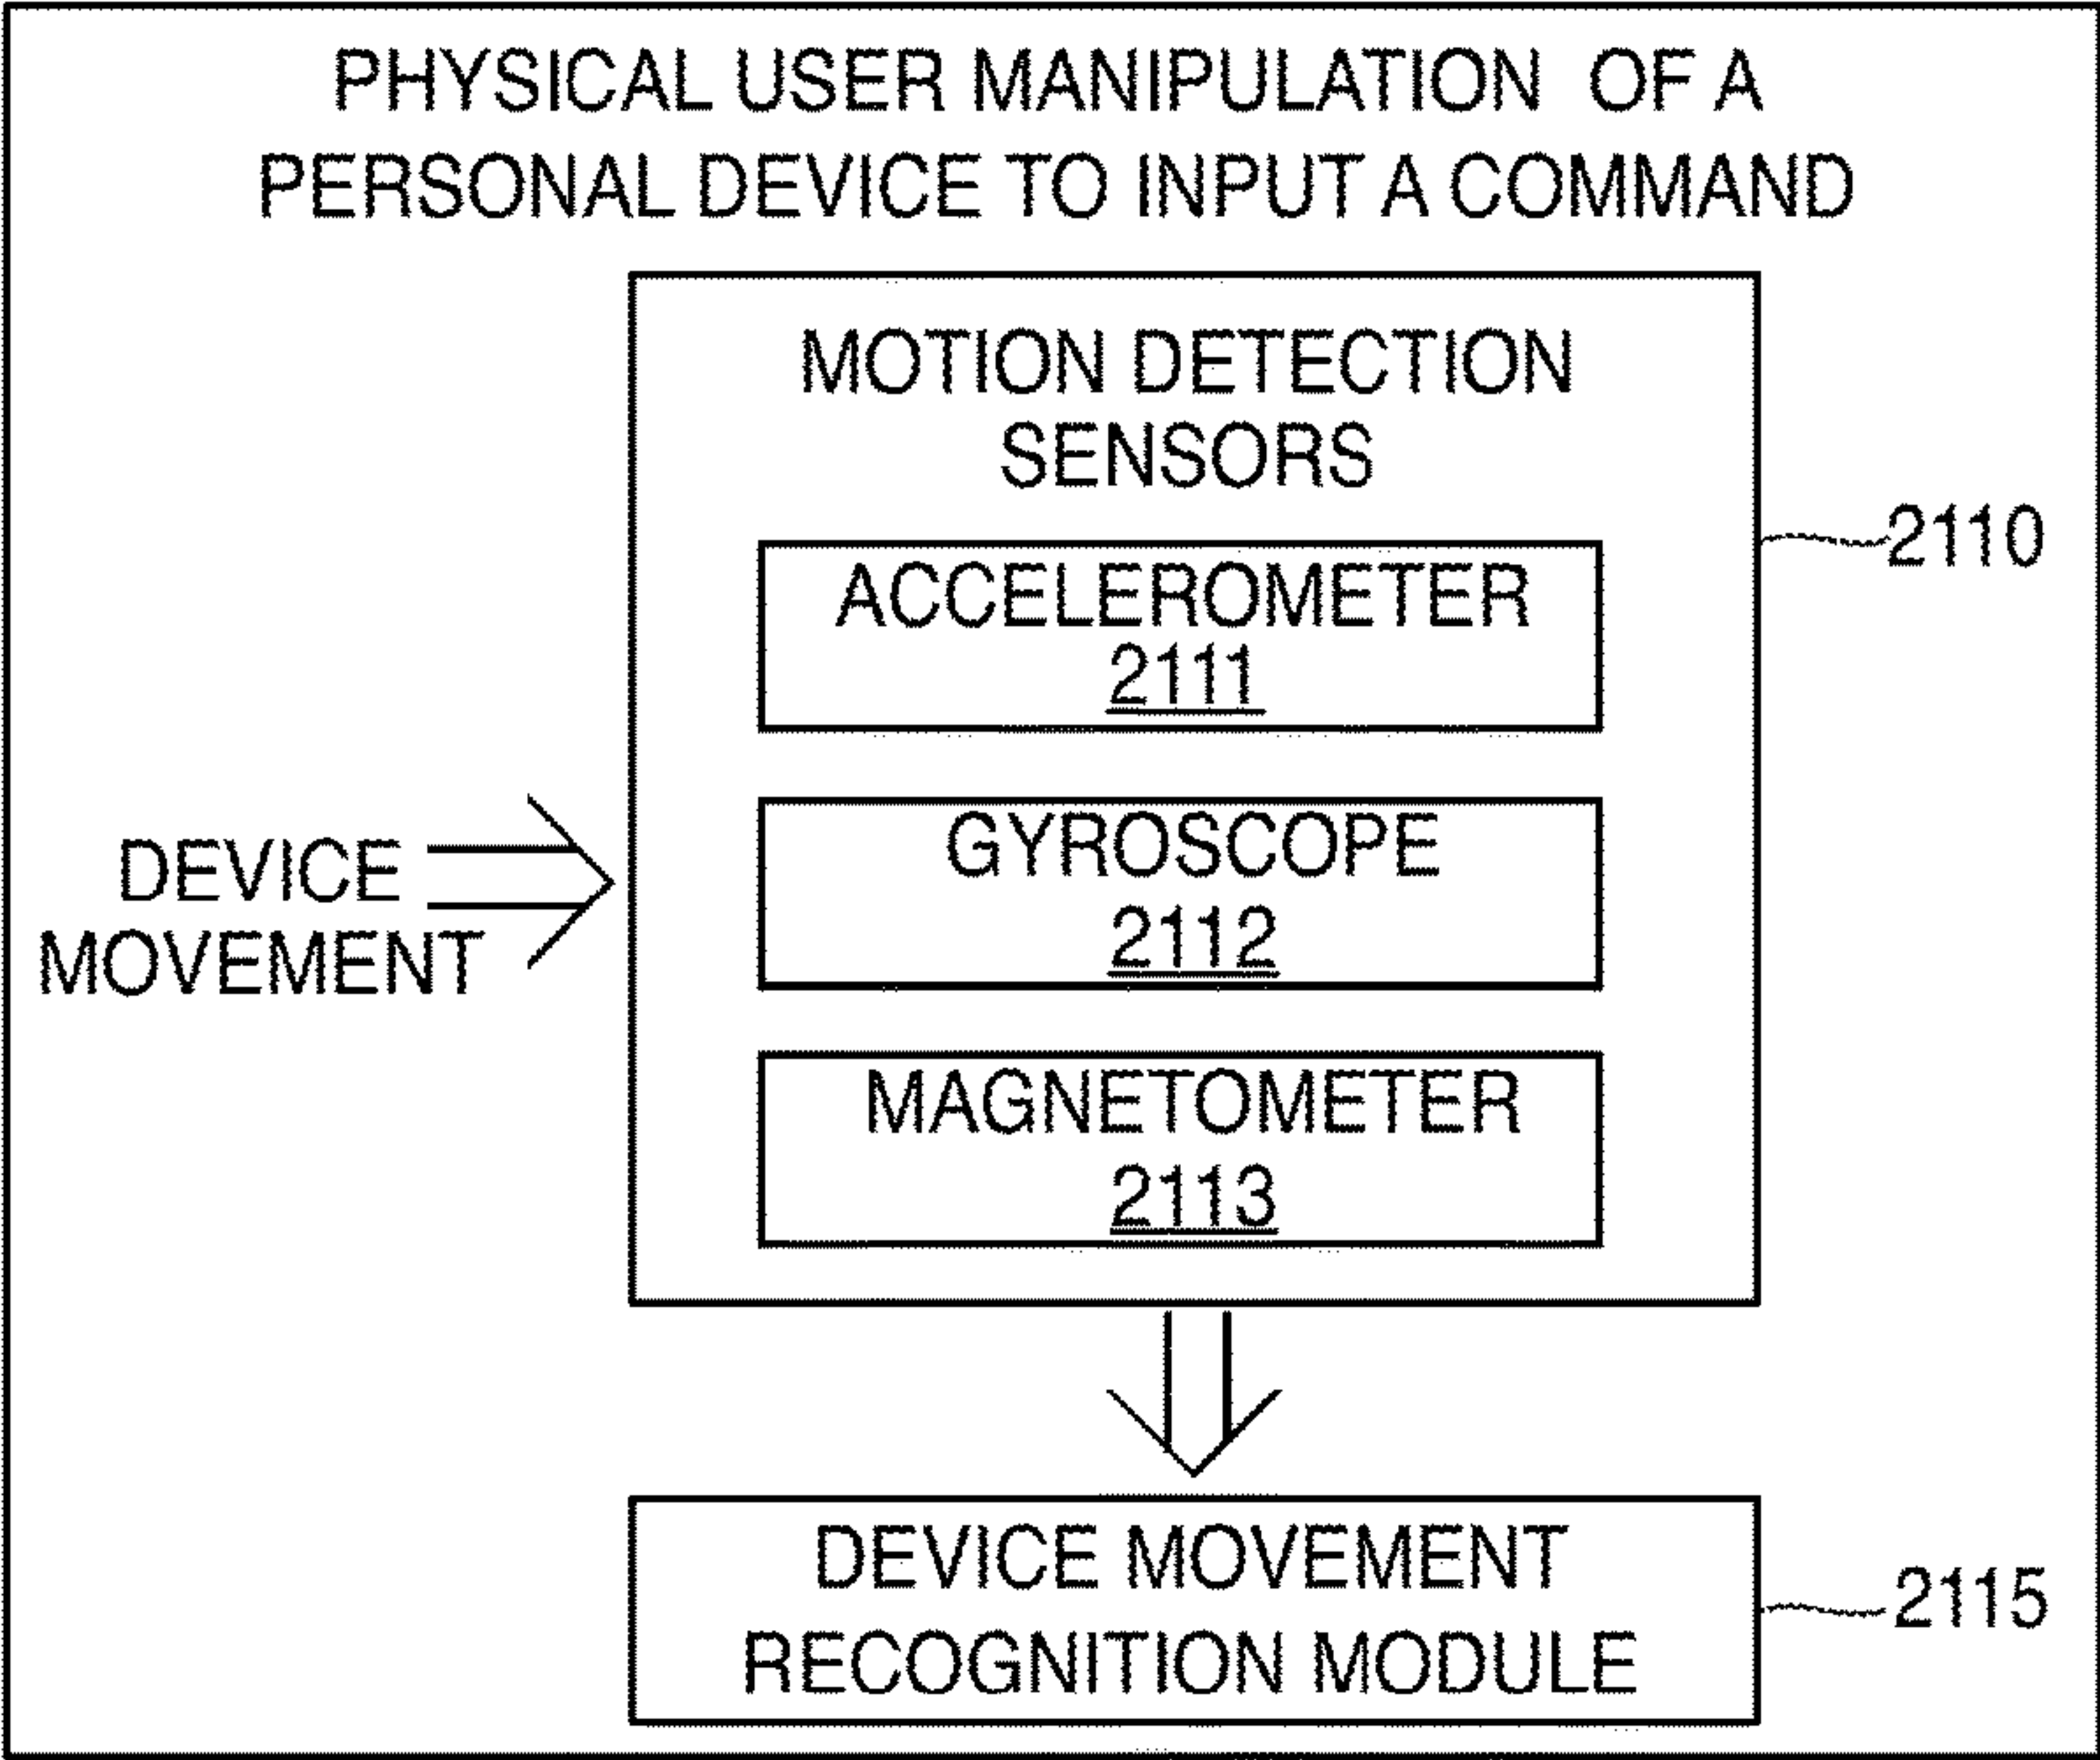 PHYSICAL USER MANIPULATION OF A
PERSONAL DEVICE TO INPUT A COMMAND
MOTION DETECTION
SENSORS
2110
ACCELEROMETER
2111
DEVICE
MOVEMENT
GYROSCOPE
2112
MAGNETOMETER
2113
DEVICE MOVEMENT
RECOGNITION MODULE
2115